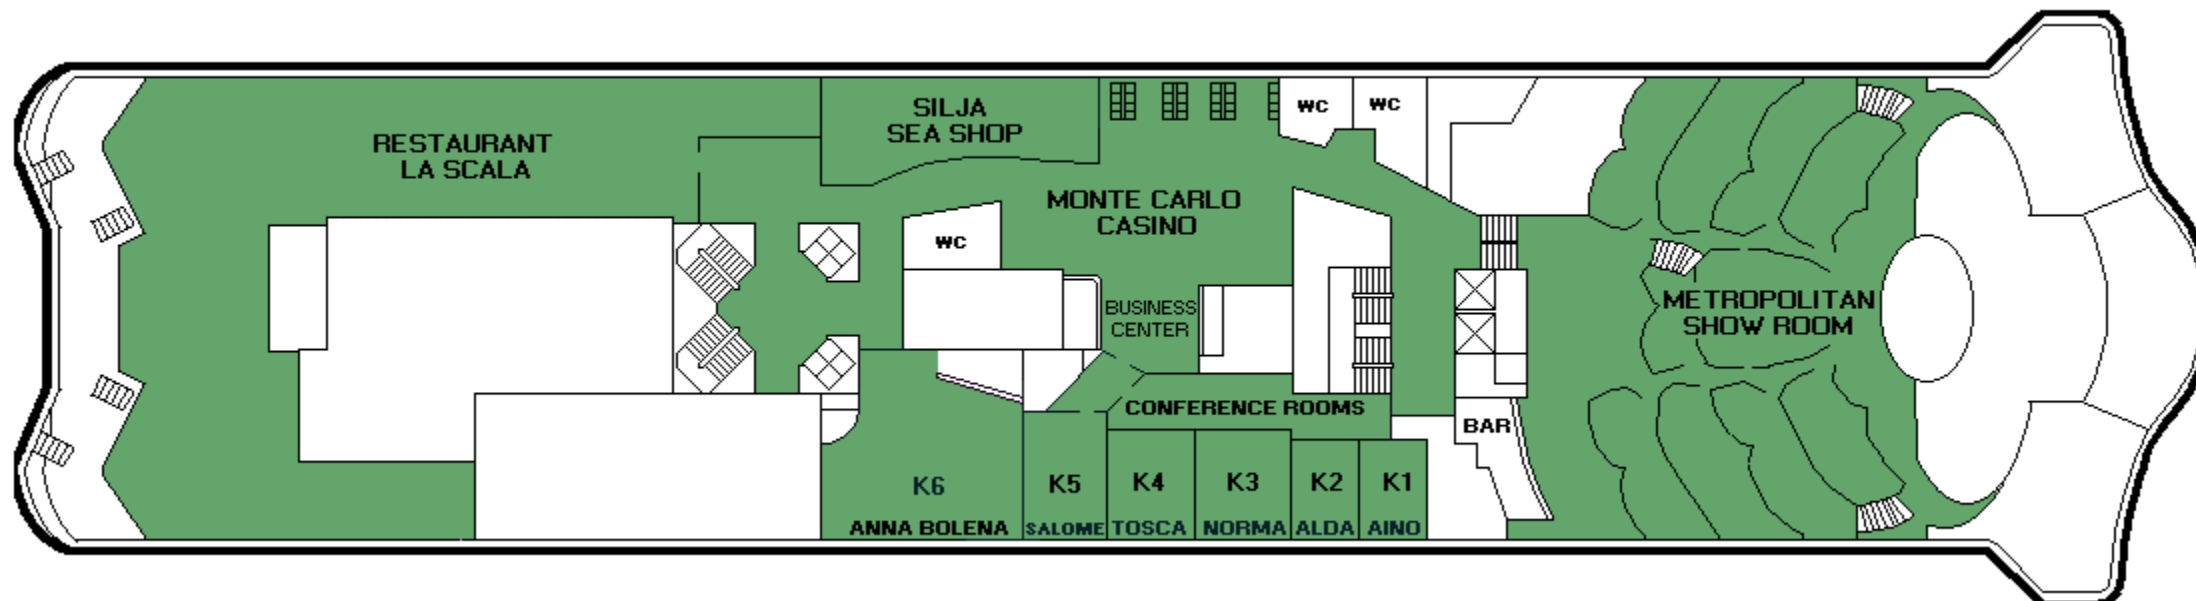 RESTAURANT
LA SCALA
SILJA
SEA SHOP
WC
WC
MONTE CARLO
CASINO
WC
BUSINESS
CENTER
METROPOLITAN
SHOW ROOM
CONFERENCE ROOMS
BAR
K6
K5
K4
K3
K2
K1
ANNA BOLENA
SALOME
TOSCA
NORMA
ALDA
AINO